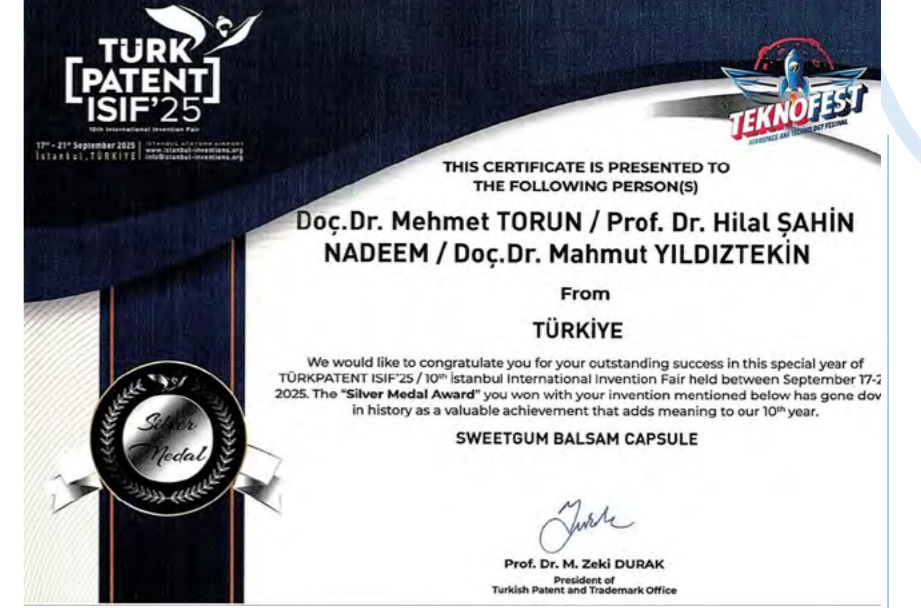 TÜRK
PATENT
ISIF'25
10th International Invention Fair
17th - 21st September 2025
İstanbul, TÜRKİYE
ISTANBUL ATATÜRK AIRPORT
www.istanbul-inventions.org
info@istanbul-inventions.org
TEKNOFEST
AEROSPACE AND TECHNOLOGY FESTIVAL
THIS CERTIFICATE IS PRESENTED TO
THE FOLLOWING PERSON(S)
Doç.Dr. Mehmet TORUN / Prof. Dr. Hilal ŞAHİN
NADEEM / Doç.Dr. Mahmut YILDIZTEKİN
From
TÜRKİYE
We would like to congratulate you for your outstanding success in this special year of
TÜRKPATENT ISIF'25 / 10th İstanbul International Invention Fair held between September 17-2
2025. The "Silver Medal Award" you won with your invention mentioned below has gone dow
in history as a valuable achievement that adds meaning to our 10th year.
SWEETGUM BALSAM CAPSULE
Silver
Medal
Prof. Dr. M. Zeki DURAK
President of
Turkish Patent and Trademark Office